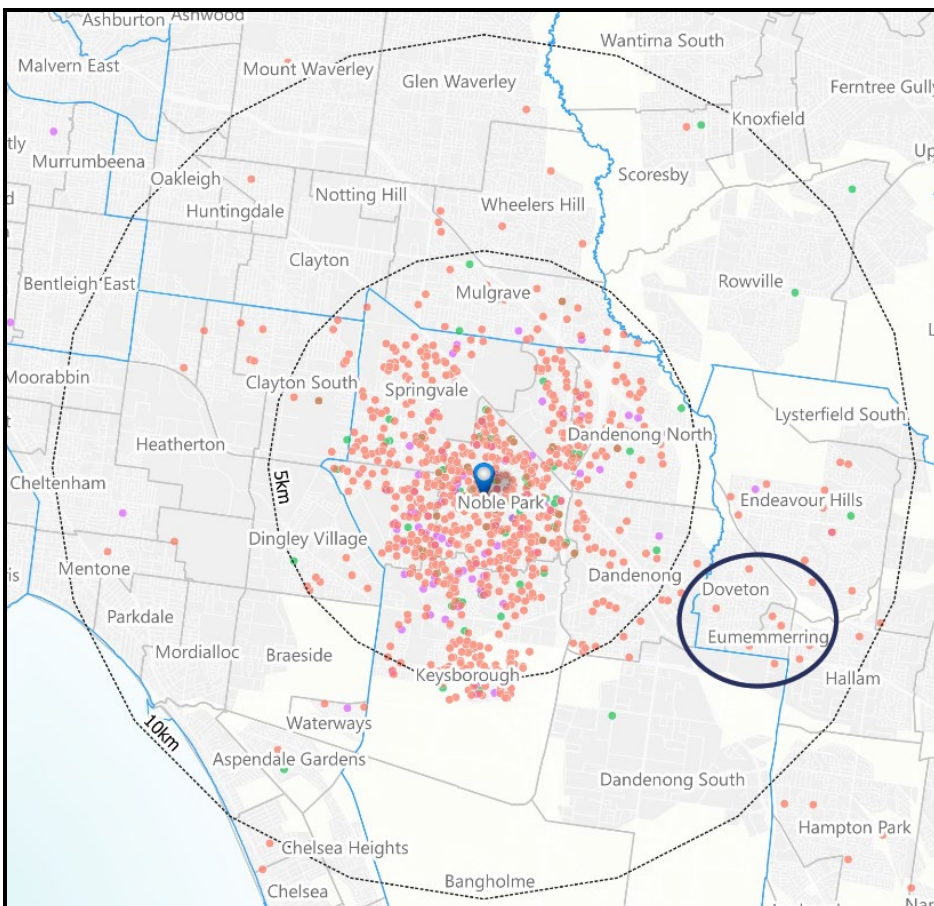 Ashburton
Ashwood
Wantirna South
Malvern East
Mount Waverley
Glen Waverley
Ferntree Gully
Knoxfield
Murrumbeena
Oakleigh
Scoresby
Notting Hill
Huntingdale
Wheelers Hill
Clayton
Bentleigh East
Rowville
Mulgrave
Moorabbin
Clayton South
Springvale
Lysterfield South
Heatherton
Dandenong North
Cheltenham
5km
Noble Park
Endeavour Hills
Dingley Village
Mentone
Dandenong
Doveton
Parkdale
Eumemmerring
Mordialloc
Braeside
Keysborough
Hallam
Waterways
10km
Aspendale Gardens
Dandenong South
Hampton Park
Chelsea Heights
Bangholme
Chelsea